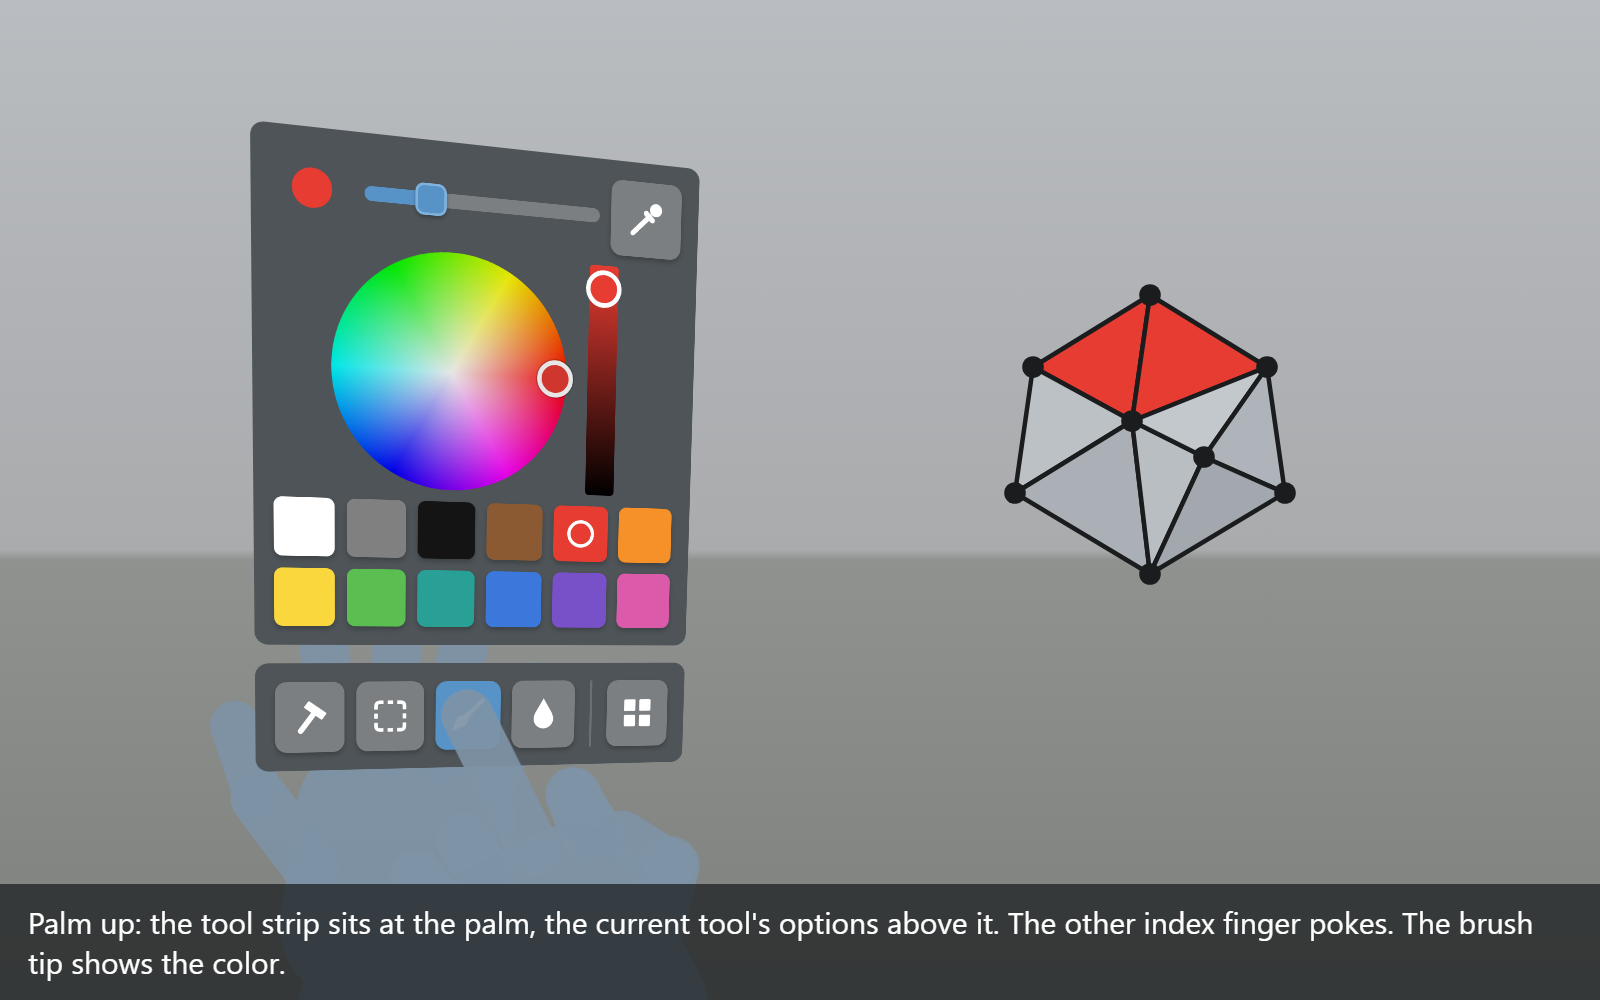 Palm up: the tool strip sits at the palm, the current tool's options above it. The other index finger pokes. The brush
tip shows the color.